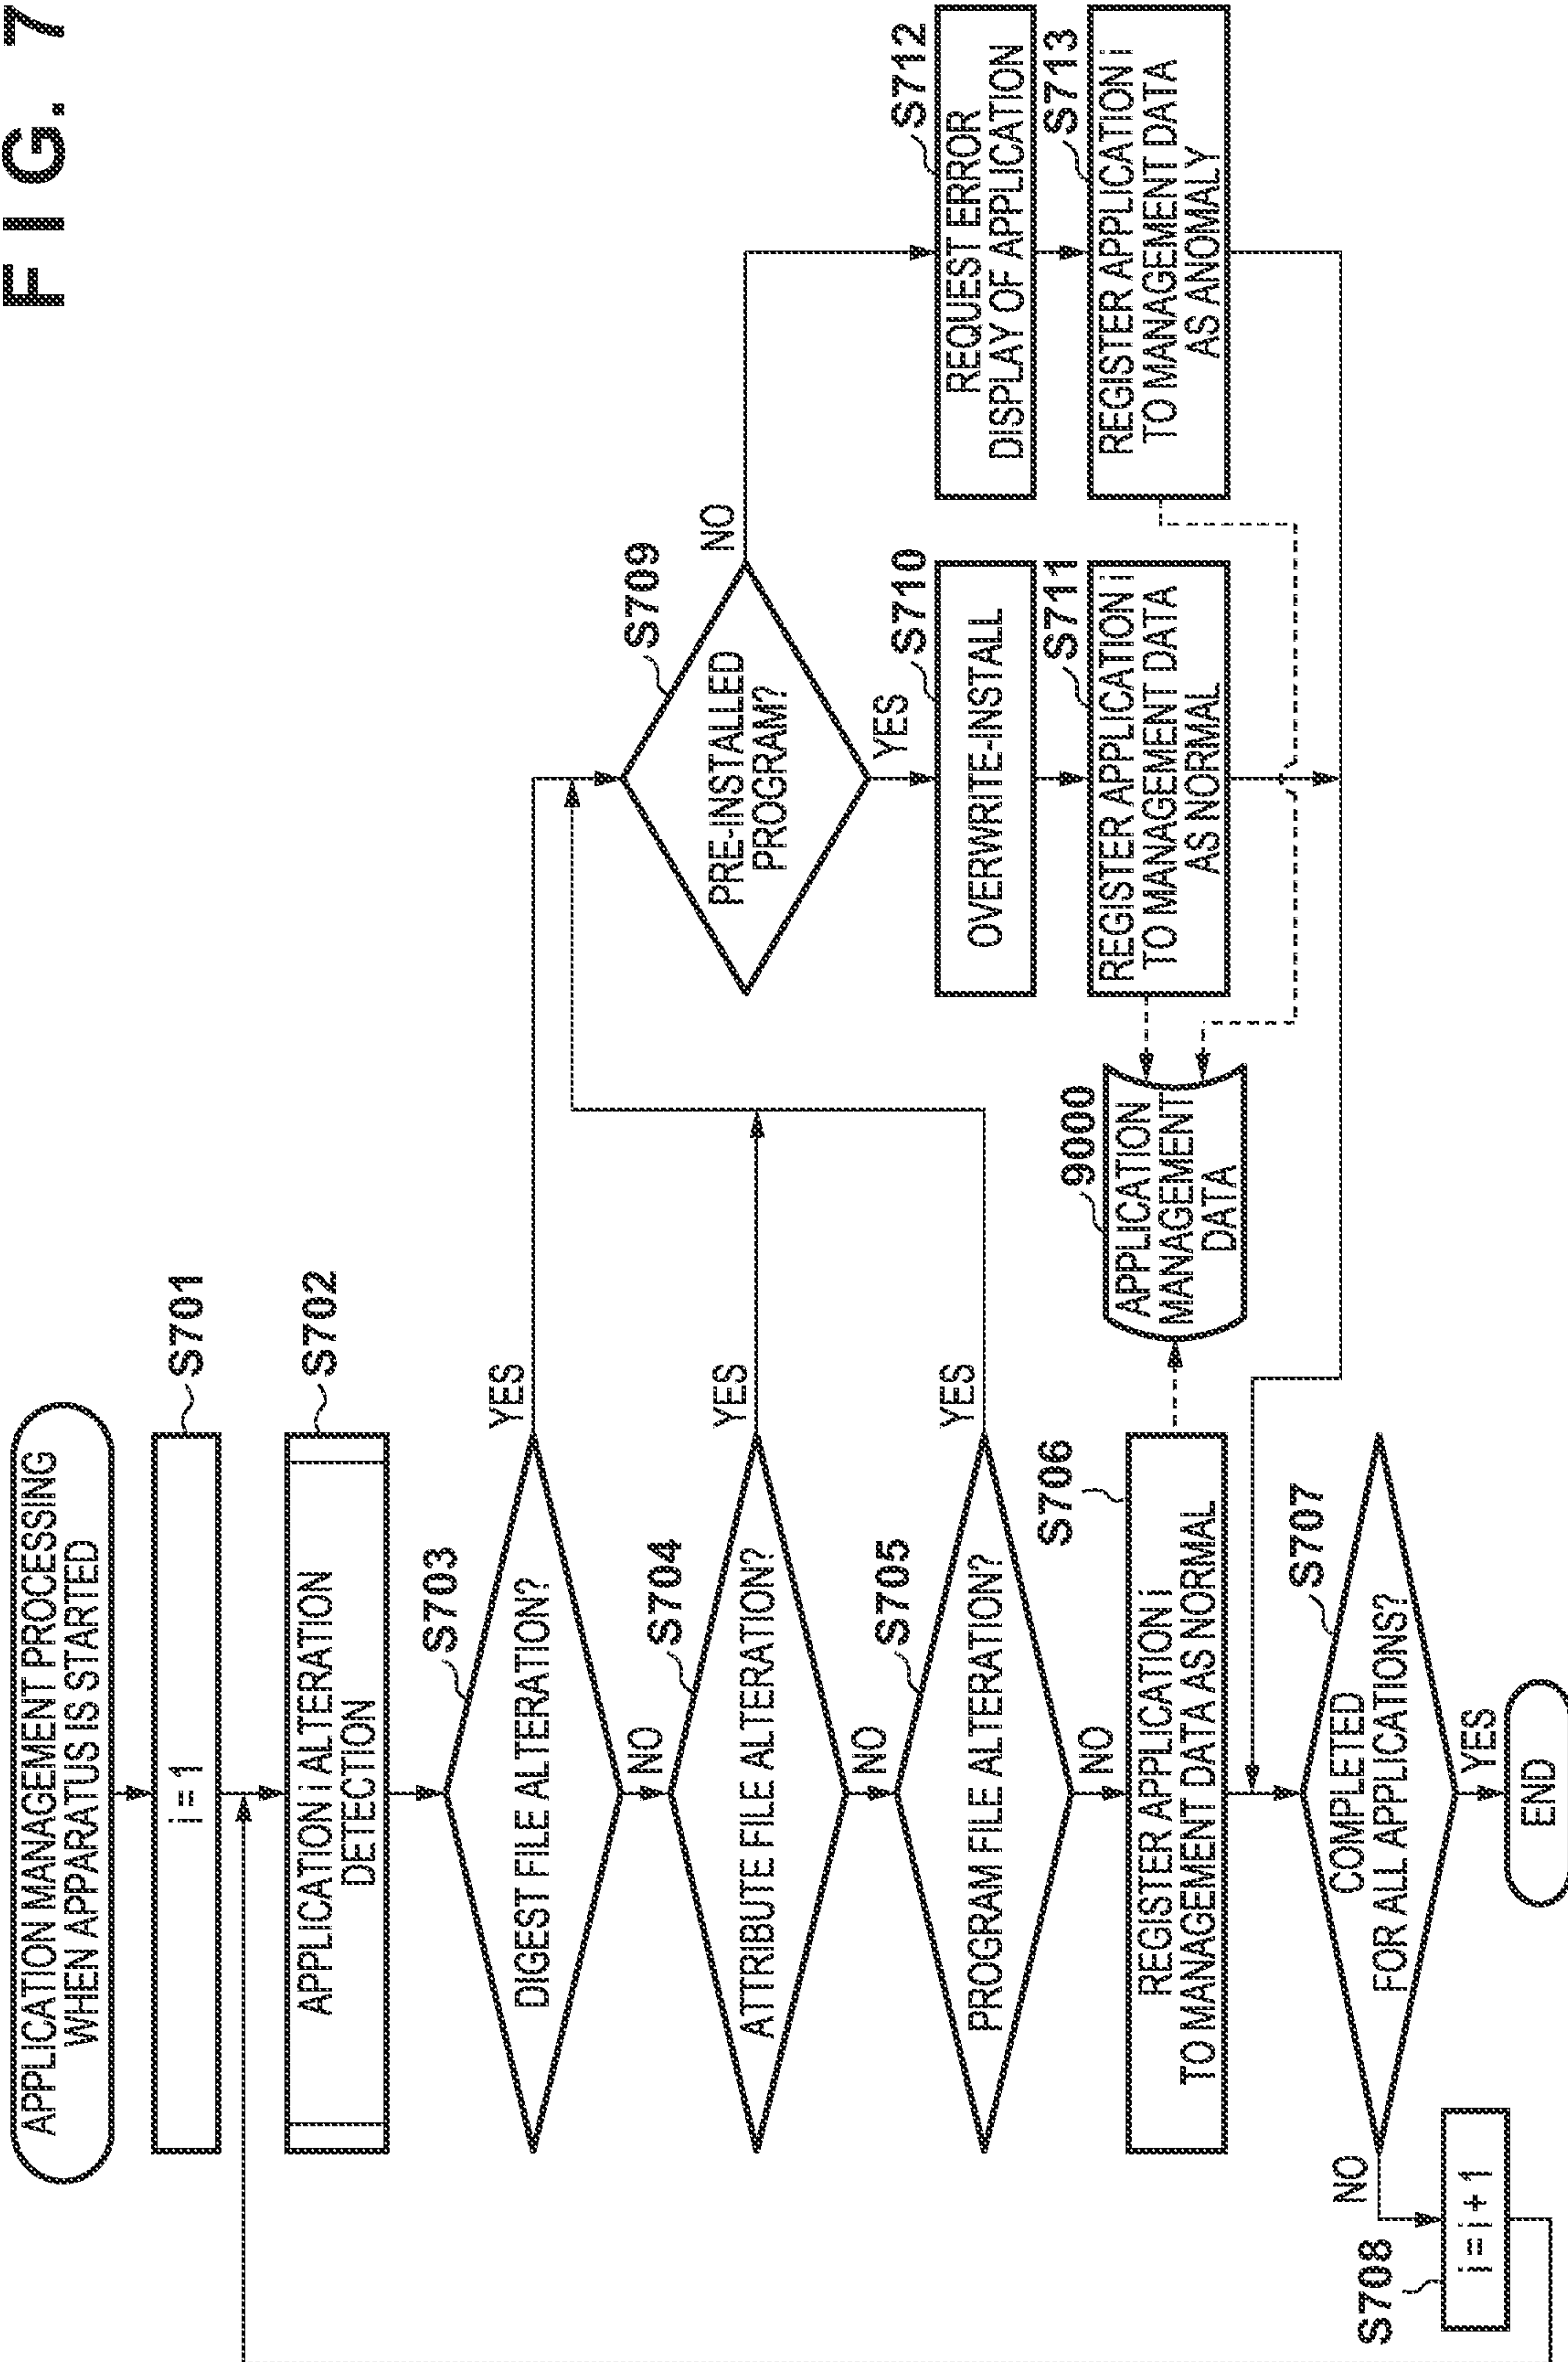 FIG. 7
APPLICATION MANAGEMENT PROCESSING
WHEN APPARATUS IS STARTED
S701
i = 1
S702
APPLICATION i ALTERATION
DETECTION
S703
DIGEST FILE ALTERATION?
YES
NO
S704
ATTRIBUTE FILE ALTERATION?
YES
NO
S705
PROGRAM FILE ALTERATION?
YES
NO
S706
REGISTER APPLICATION i
TO MANAGEMENT DATA AS NORMAL
S707
COMPLETED
FOR ALL APPLICATIONS?
NO
YES
S708
i = i + 1
END
S709
PRE-INSTALLED
PROGRAM?
NO
YES
S710
OVERWRITE-INSTALL
S711
REGISTER APPLICATION i
TO MANAGEMENT DATA
AS NORMAL
S712
REQUEST ERROR
DISPLAY OF APPLICATION
S713
REGISTER APPLICATION i
TO MANAGEMENT DATA
AS ANOMALY
9000
APPLICATION
MANAGEMENT
DATA